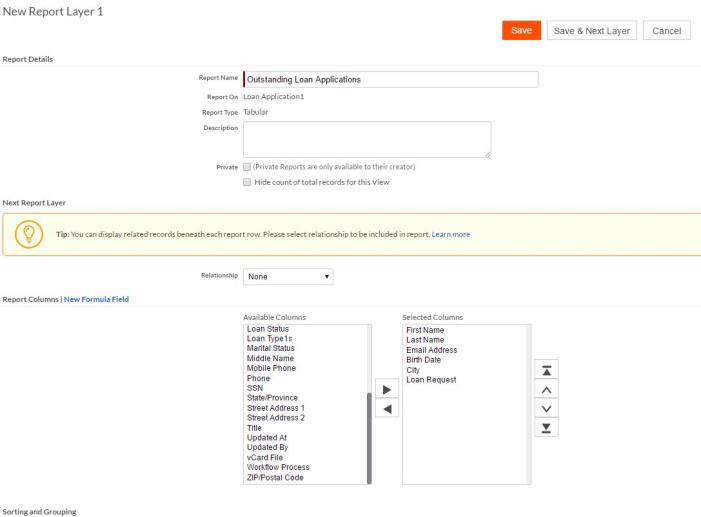 New Report Layer 1
Save
Save & Next Layer
Cancel
Report Details
Report Name
Outstanding Loan Applications
Report On
Loan Application1
Report Type
Tabular
Description
Private
(Private Reports are only available to their creator)
Hide count of total records for this View
Next Report Layer
Tip: You can display related records beneath each report row. Please select relationship to be included in report. Learn more
Relationship
None
Report Columns | New Formula Field
Available Columns
Loan Status
Loan Type1s
Marital Status
Middle Name
Mobile Phone
Phone
SSN
State/Province
Street Address 1
Street Address 2
Title
Updated At
Updated By
vCard File
Workflow Process
ZIP/Postal Code
Selected Columns
First Name
Last Name
Email Address
Birth Date
City
Loan Request
Sorting and Grouping